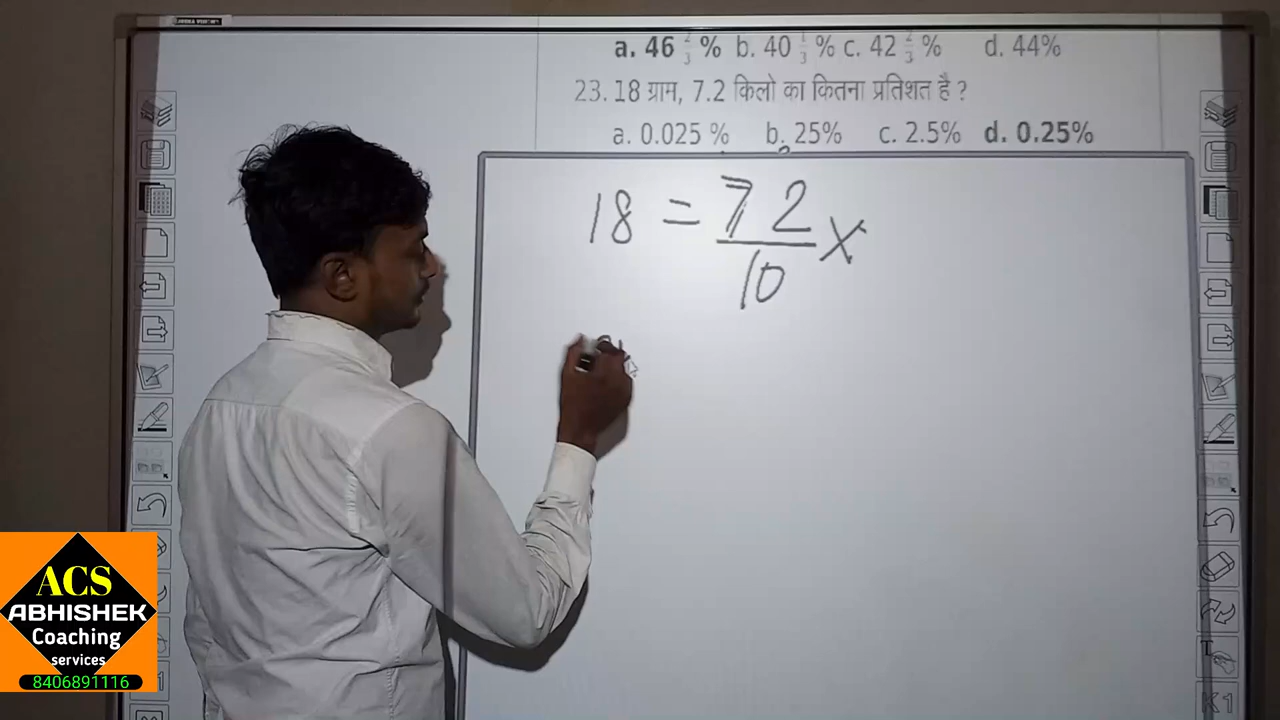 a. 46 2/3 % b. 40 1/3 % c. 42 2/3 % d. 44%
23. 18 ग्राम, 7.2 किलो का कितना प्रतिशत है ?
a. 0.025 % b. 25% c. 2.5% d. 0.25%
18 = 72/10 x
ACS
ABHISHEK
Coaching
services
8406891116
T
K1